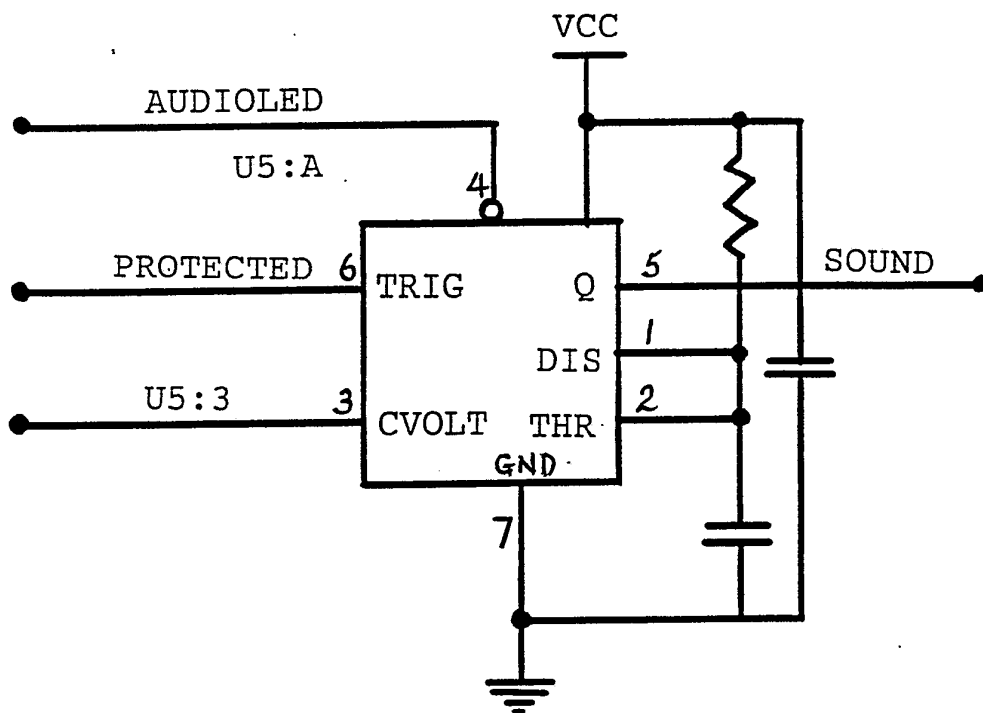 VCC
AUDIOLED
U5:A
4
PROTECTED 6 TRIG Q 5 SOUND
DIS 1
U5:3 3 CVOLT THR 2
GND
7